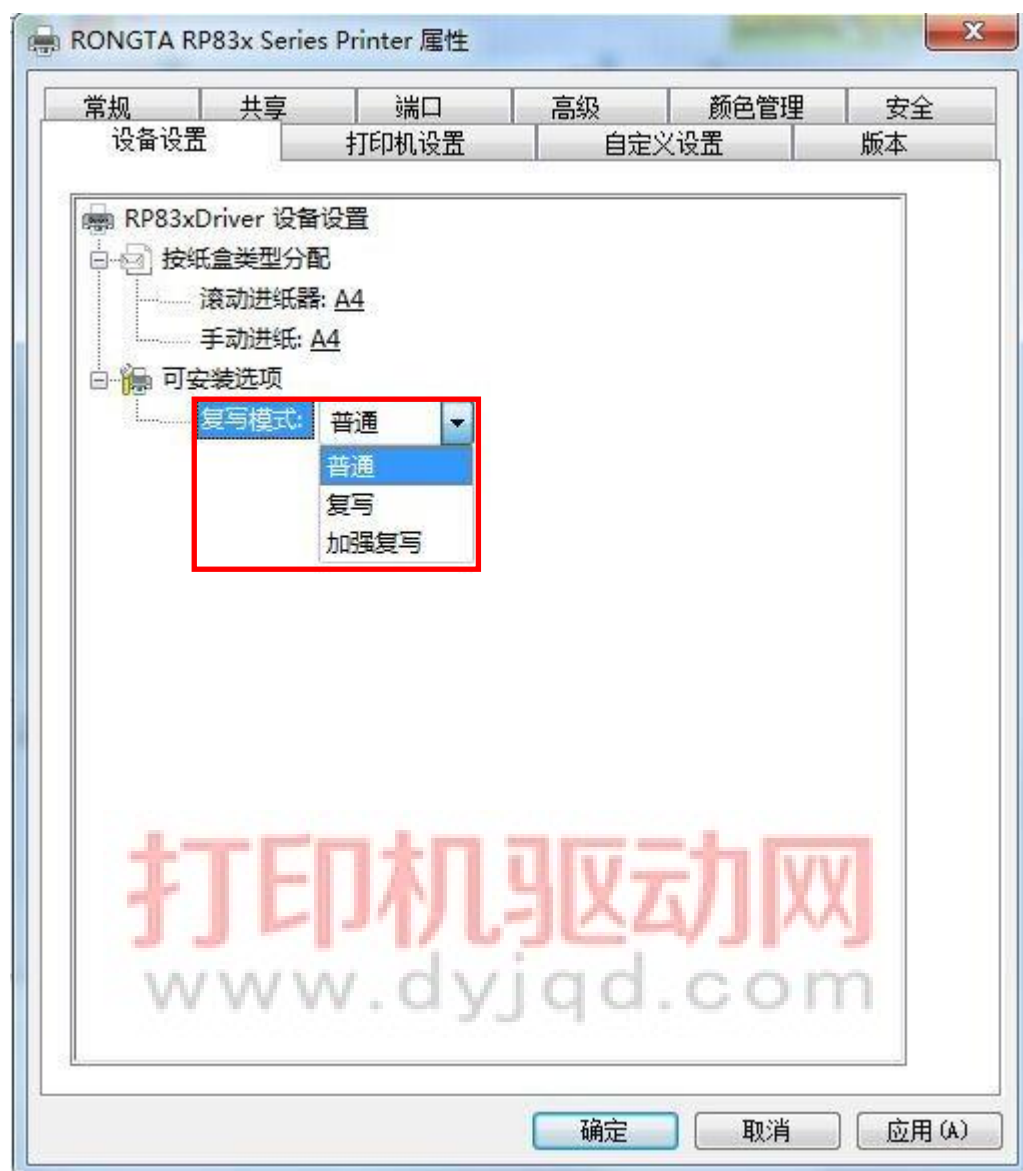 RONGTA RP83x Series Printer 属性
常规 共享 端口 高级 颜色管理 安全
设备设置 打印机设置 自定义设置 版本
RP83xDriver 设备设置
按纸盒类型分配
滚动进纸器: A4
手动进纸: A4
可安装选项
复写模式: 普通
普通
复写
加强复写
打印机驱动网
www.dyjqd.com
确定 取消 应用(A)